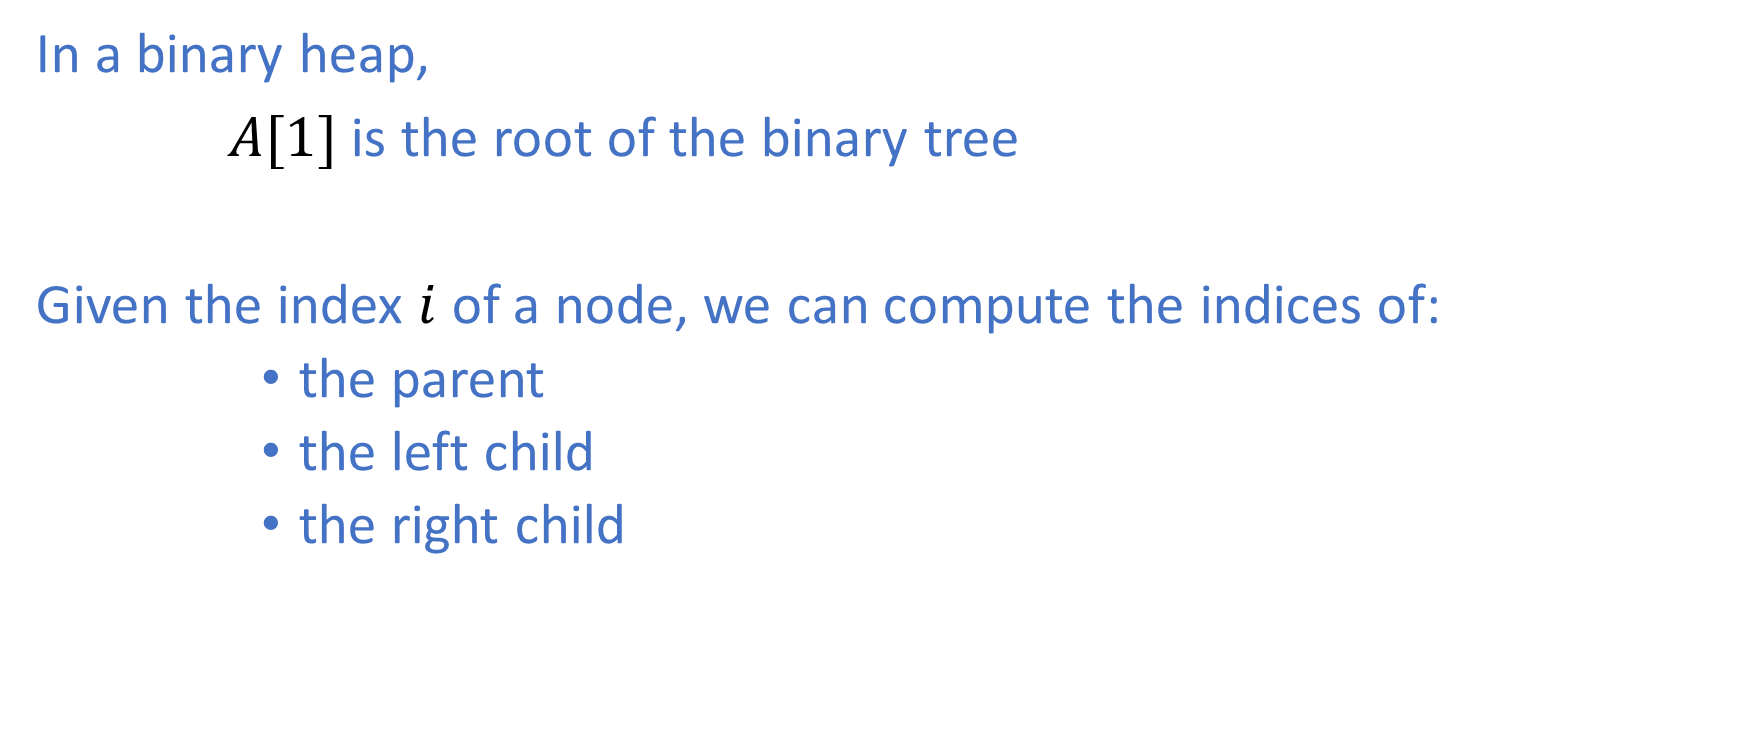 In a binary heap,
A[1] is the root of the binary tree
Given the index i of a node, we can compute the indices of:
• the parent
• the left child
• the right child